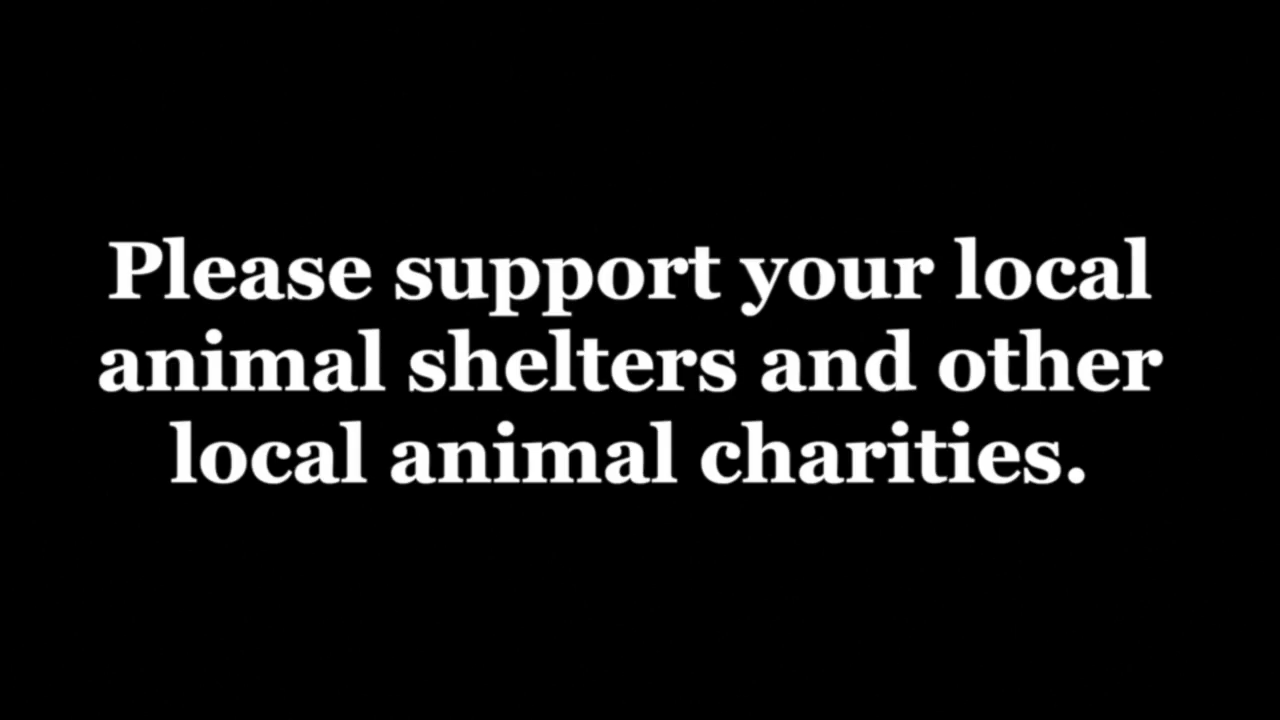 Please support your local
animal shelters and other
local animal charities.